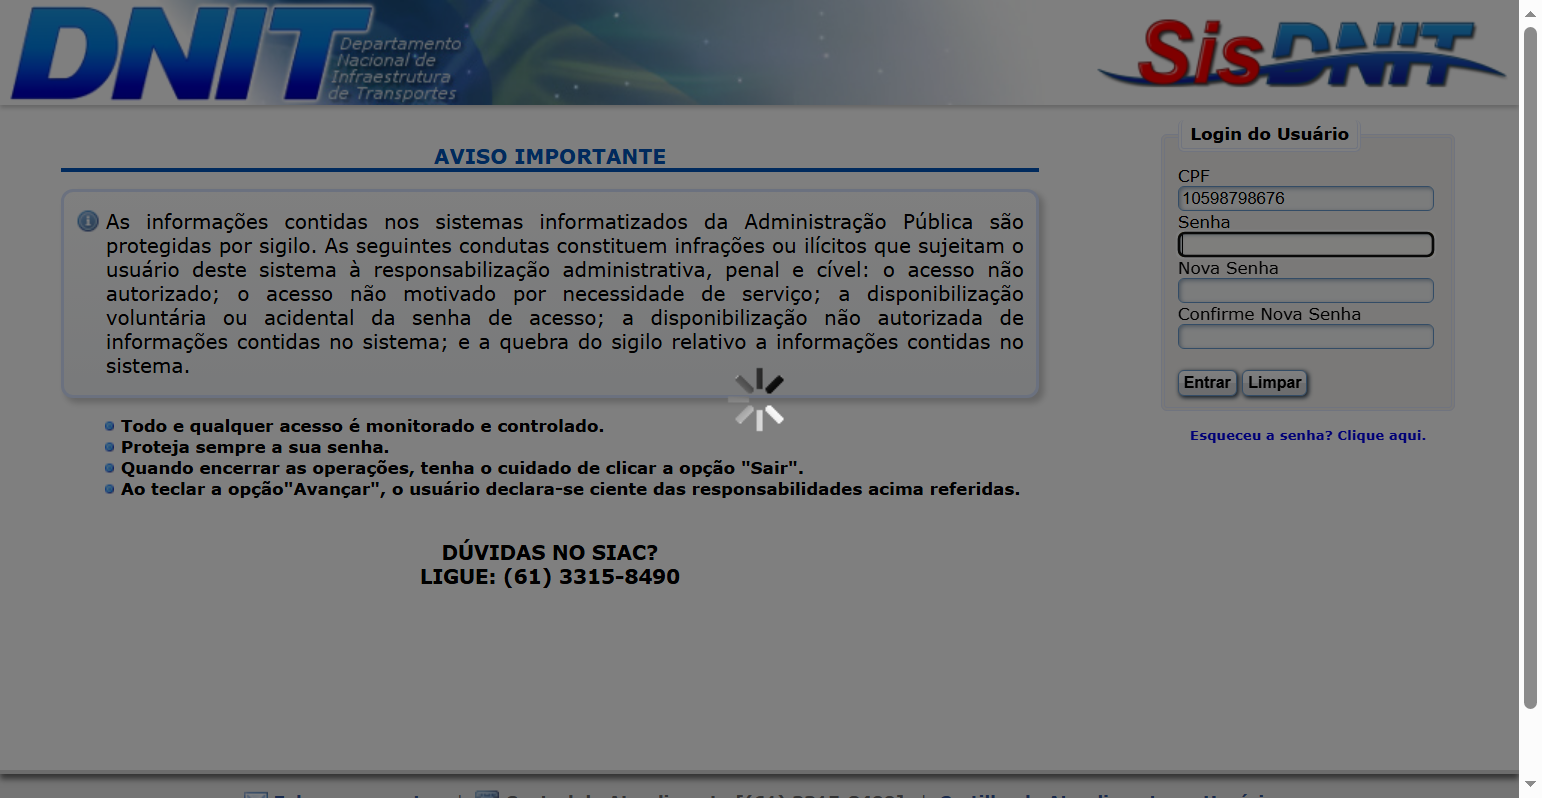 DNIT Departamento
Nacional de
Infraestrutura
de Transportes
SisDNIT
AVISO IMPORTANTE
As informações contidas nos sistemas informatizados da Administração Pública são
protegidas por sigilo. As seguintes condutas constituem infrações ou ilícitos que sujeitam o
usuário deste sistema à responsabilização administrativa, penal e cível: o acesso não
autorizado; o acesso não motivado por necessidade de serviço; a disponibilização
voluntária ou acidental da senha de acesso; a disponibilização não autorizada de
informações contidas no sistema; e a quebra do sigilo relativo a informações contidas no
sistema.
Todo e qualquer acesso é monitorado e controlado.
Proteja sempre a sua senha.
Quando encerrar as operações, tenha o cuidado de clicar a opção "Sair".
Ao teclar a opção"Avançar", o usuário declara-se ciente das responsabilidades acima referidas.
DÚVIDAS NO SIAC?
LIGUE: (61) 3315-8490
Login do Usuário
CPF
10598798676
Senha
Nova Senha
Confirme Nova Senha
Entrar Limpar
Esqueceu a senha? Clique aqui.